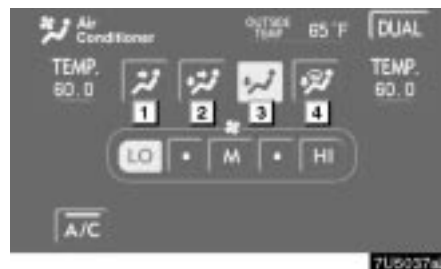 Air Conditioner OUTSIDE TEMP 65°F DUAL
TEMP. TEMP.
60.0 60.0
1 2 3 4
LO • M • HI
A/C
7U5037a